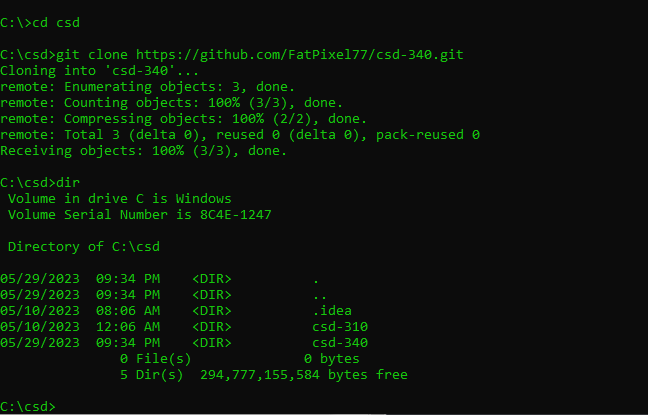 C:\>cd csd
C:\csd>git clone https://github.com/FatPixel77/csd-340.git
Cloning into 'csd-340'...
remote: Enumerating objects: 3, done.
remote: Counting objects: 100% (3/3), done.
remote: Compressing objects: 100% (2/2), done.
remote: Total 3 (delta 0), reused 0 (delta 0), pack-reused 0
Receiving objects: 100% (3/3), done.
C:\csd>dir
 Volume in drive C is Windows
 Volume Serial Number is 8C4E-1247
 Directory of C:\csd
05/29/2023  09:34 PM    <DIR>          .
05/29/2023  09:34 PM    <DIR>          ..
05/10/2023  08:06 AM    <DIR>          .idea
05/10/2023  12:06 AM    <DIR>          csd-310
05/29/2023  09:34 PM    <DIR>          csd-340
               0 File(s)              0 bytes
               5 Dir(s)  294,777,155,584 bytes free
C:\csd>